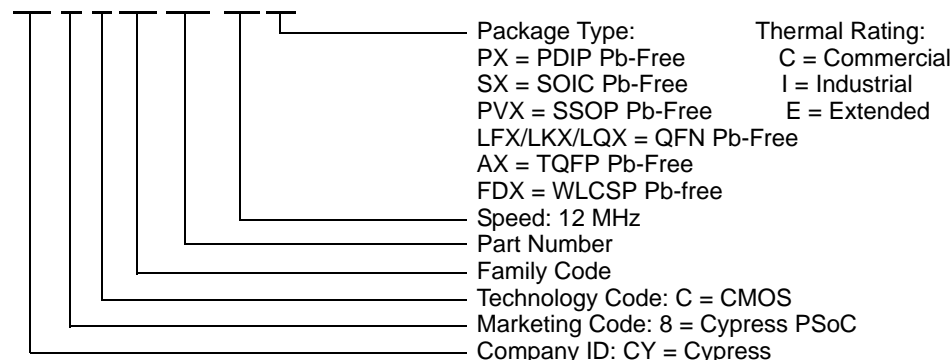 Package Type: Thermal Rating:
PX = PDIP Pb-Free C = Commercial
SX = SOIC Pb-Free I = Industrial
PVX = SSOP Pb-Free E = Extended
LFX/LKX/LQX = QFN Pb-Free
AX = TQFP Pb-Free
FDX = WLCSP Pb-free
Speed: 12 MHz
Part Number
Family Code
Technology Code: C = CMOS
Marketing Code: 8 = Cypress PSoC
Company ID: CY = Cypress